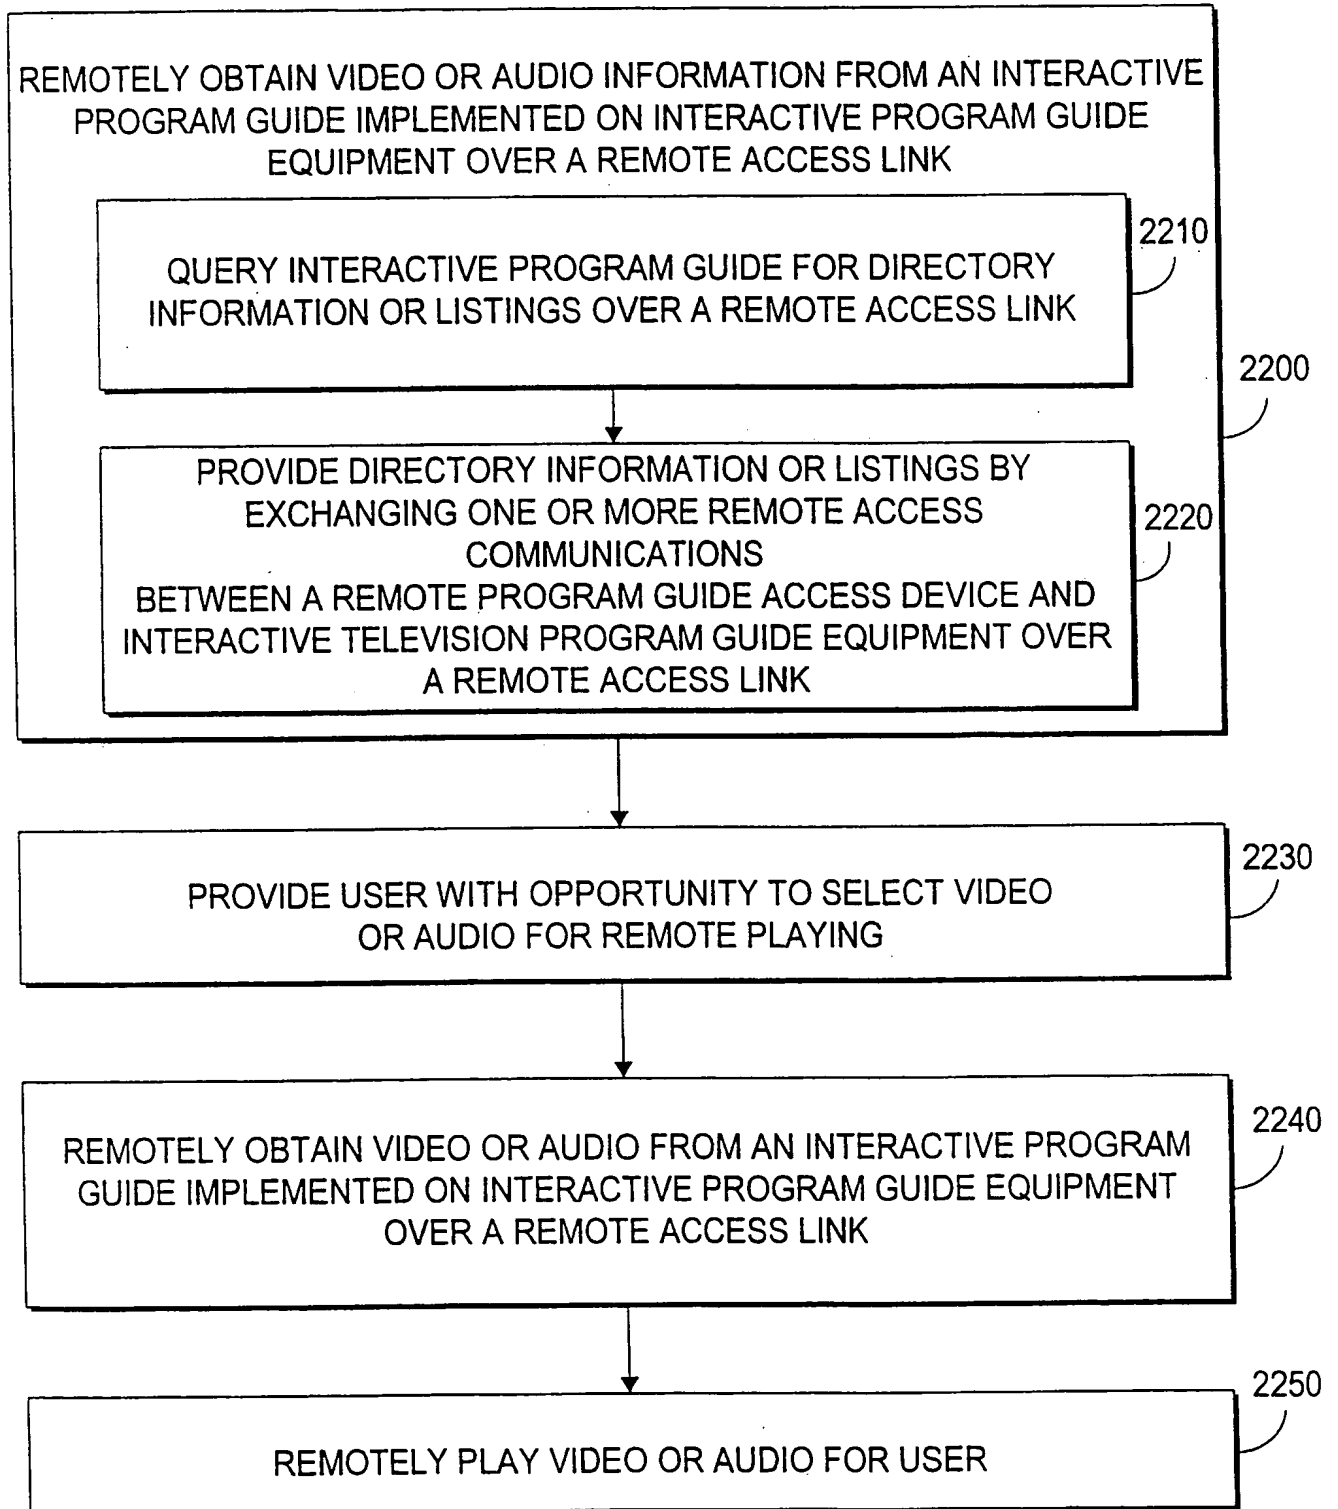 REMOTELY OBTAIN VIDEO OR AUDIO INFORMATION FROM AN INTERACTIVE
PROGRAM GUIDE IMPLEMENTED ON INTERACTIVE PROGRAM GUIDE
EQUIPMENT OVER A REMOTE ACCESS LINK
2210
QUERY INTERACTIVE PROGRAM GUIDE FOR DIRECTORY
INFORMATION OR LISTINGS OVER A REMOTE ACCESS LINK
2200
PROVIDE DIRECTORY INFORMATION OR LISTINGS BY
EXCHANGING ONE OR MORE REMOTE ACCESS
COMMUNICATIONS
BETWEEN A REMOTE PROGRAM GUIDE ACCESS DEVICE AND
INTERACTIVE TELEVISION PROGRAM GUIDE EQUIPMENT OVER
A REMOTE ACCESS LINK
2220
2230
PROVIDE USER WITH OPPORTUNITY TO SELECT VIDEO
OR AUDIO FOR REMOTE PLAYING
2240
REMOTELY OBTAIN VIDEO OR AUDIO FROM AN INTERACTIVE PROGRAM
GUIDE IMPLEMENTED ON INTERACTIVE PROGRAM GUIDE EQUIPMENT
OVER A REMOTE ACCESS LINK
2250
REMOTELY PLAY VIDEO OR AUDIO FOR USER